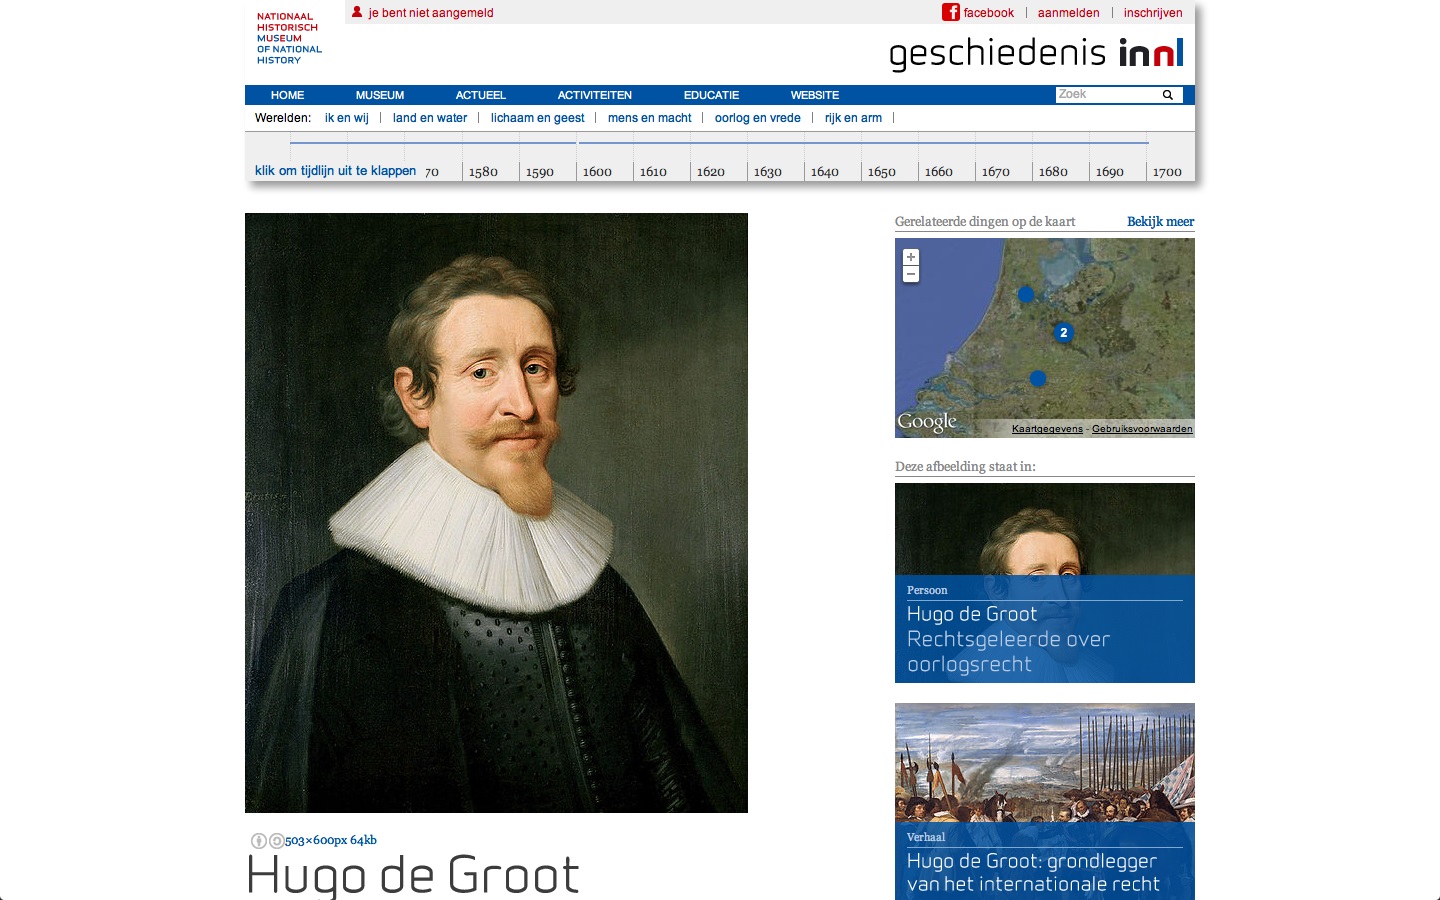 NATIONAAL
HISTORISCH
MUSEUM
OF NATIONAL
HISTORY
je bent niet aangemeld
facebook
aanmelden
inschrijven
geschiedenis innl
HOME MUSEUM ACTUEEL ACTIVITEITEN EDUCATIE WEBSITE
Zoek
Werelden: ik en wij land en water lichaam en geest mens en macht oorlog en vrede rijk en arm
klik om tijdlijn uit te klappen 70 1580 1590 1600 1610 1620 1630 1640 1650 1660 1670 1680 1690 1700
Gerelateerde dingen op de kaart Bekijk meer
+
−
2
Google
Kaartgegevens - Gebruiksvoorwaarden
Deze afbeelding staat in:
Persoon
Hugo de Groot
Rechtsgeleerde over
oorlogsrecht
Verhaal
Hugo de Groot: grondlegger
van het internationale recht
503×600px 64kb
Hugo de Groot